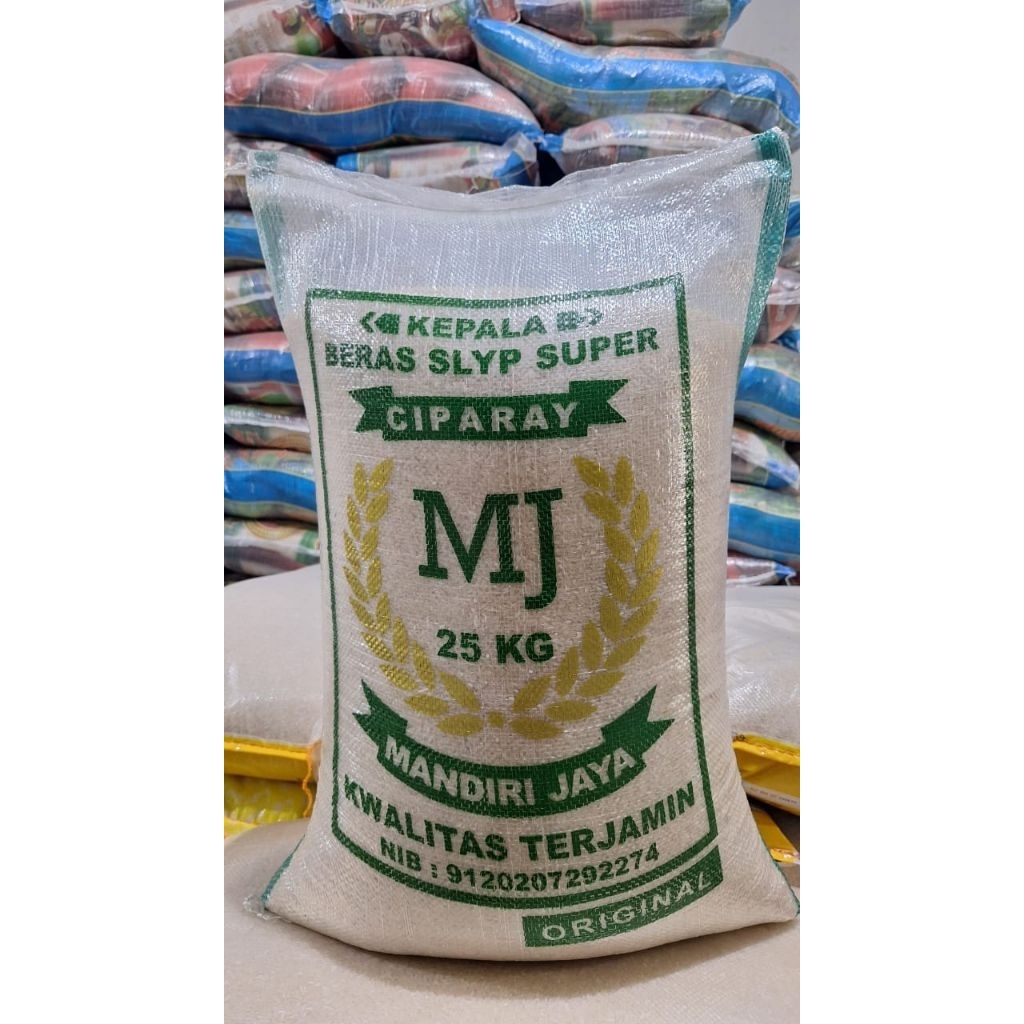 KEPALA B
BERAS SLYP SUPER
CIPARAY
MJ
25 KG
MANDIRI JAYA
KWALITAS TERJAMIN
NIB : 9120207292274
ORIGINAL